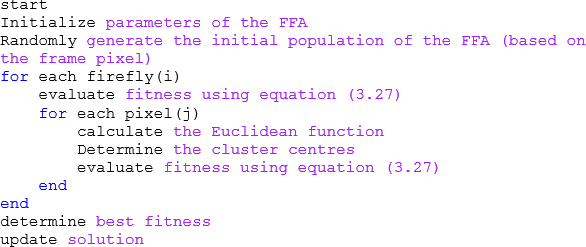 start
Initialize parameters of the FFA
Randomly generate the initial population of the FFA (based on
the frame pixel)
for each firefly(i)
    evaluate fitness using equation (3.27)
    for each pixel(j)
        calculate the Euclidean function
        Determine the cluster centres
        evaluate fitness using equation (3.27)
    end
end
determine best fitness
update solution